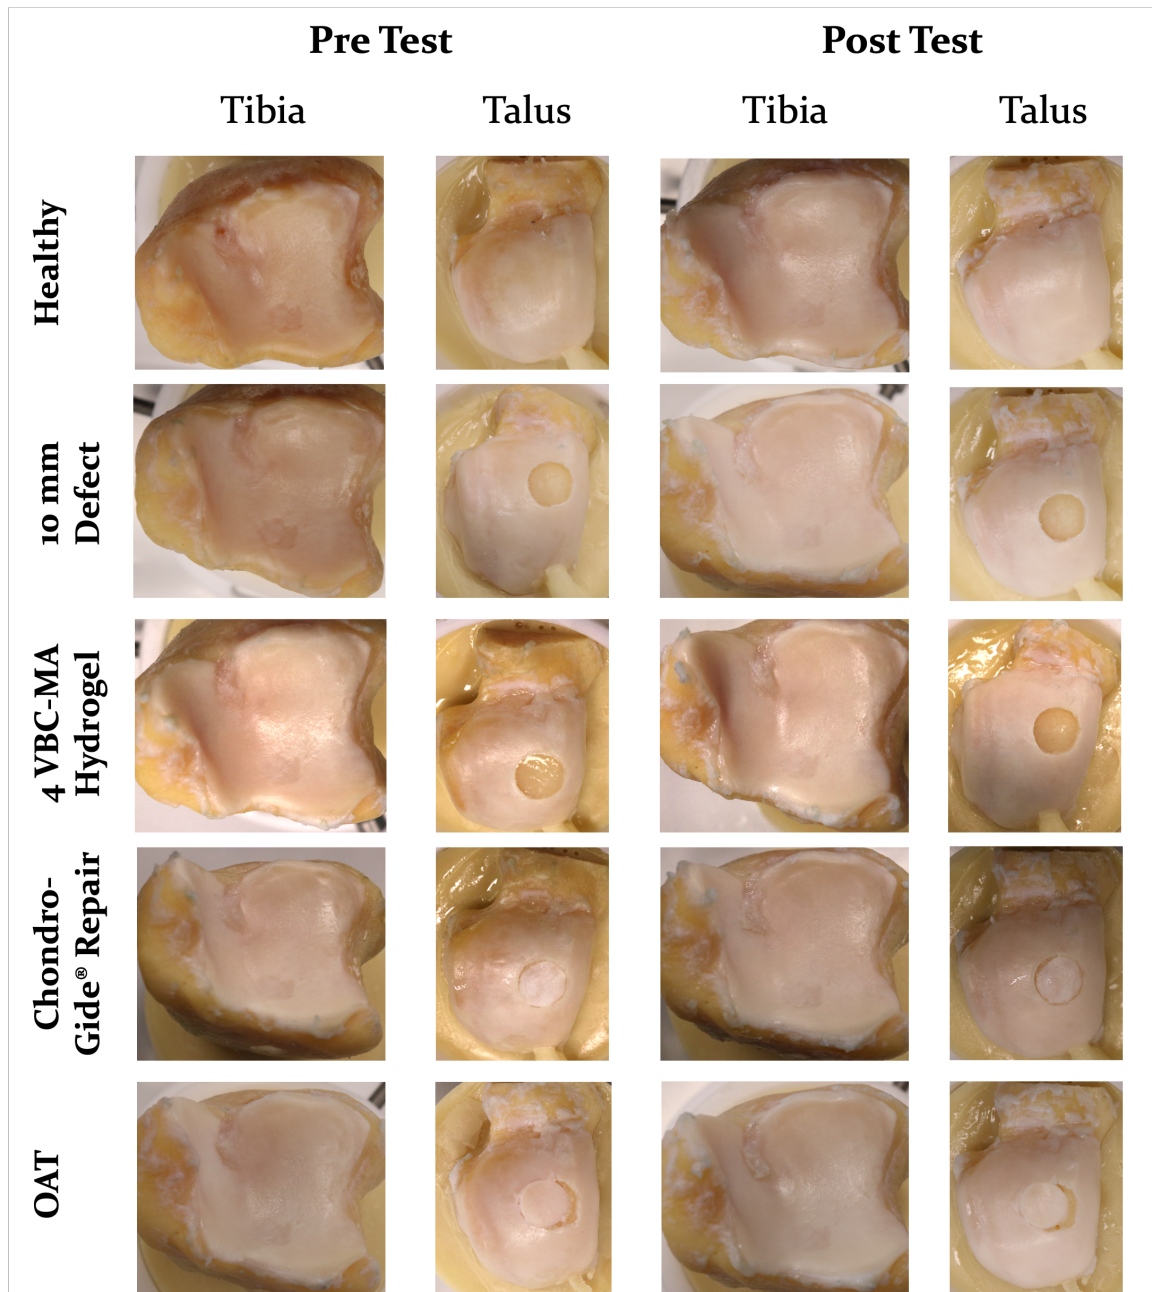 Pre Test
Post Test
Tibia
Talus
Tibia
Talus
Healthy
10 mm
Defect
4 VBC-MA
Hydrogel
Chondro-
Gide® Repair
OAT